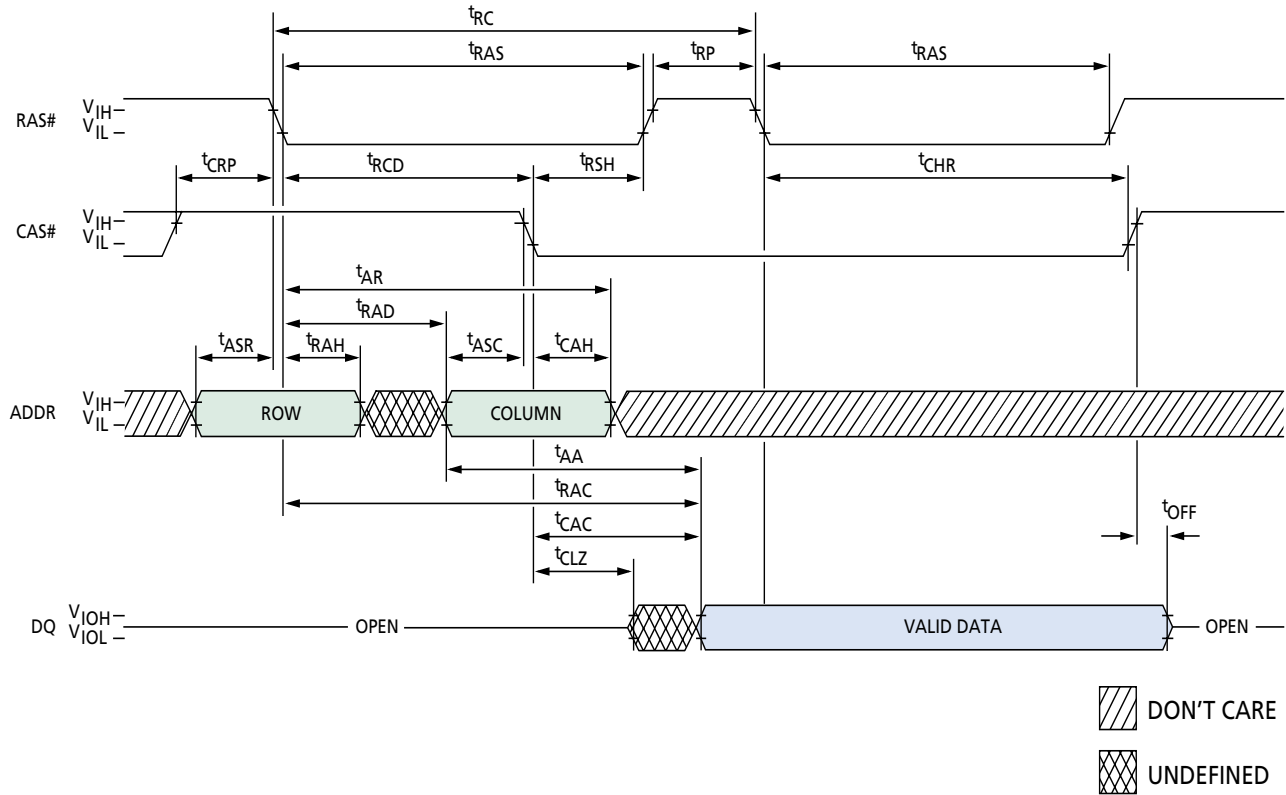 tRC
tRAS tRP tRAS
RAS# VIH
VIL
tCRP tRCD tRSH tCHR
CAS# VIH
VIL
tAR
tRAD
tASR tRAH tASC tCAH
ADDR VIH
VIL
ROW COLUMN
tAA
tRAC
tCAC tOFF
tCLZ
DQ VIOH
VIOL
OPEN VALID DATA OPEN
DON'T CARE
UNDEFINED